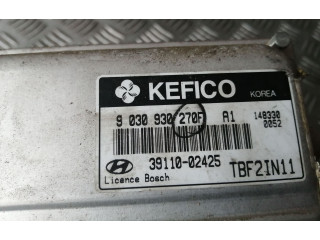 KEFICO
KOREA
9 030 930 270F A1
148330
0052
39110-02425
TBF2IN11
Licence Bosch